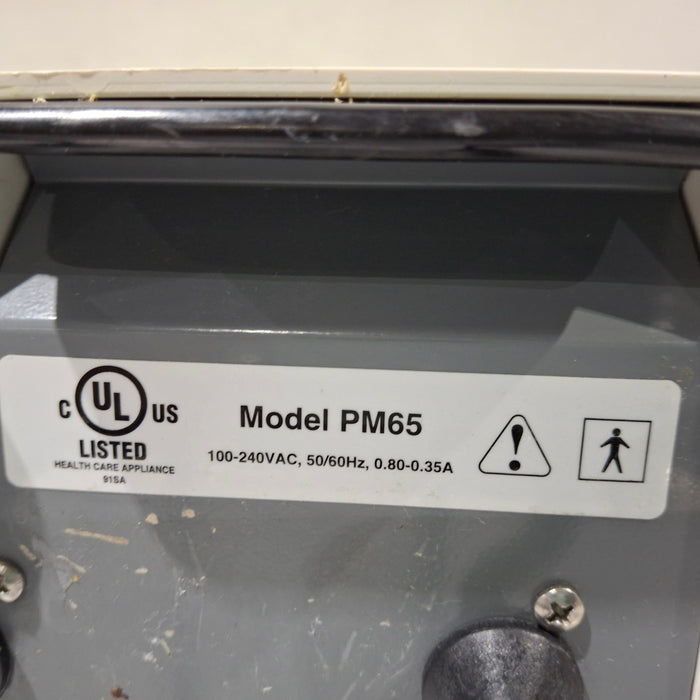 C UL US
LISTED
HEALTH CARE APPLIANCE
91SA
Model PM65
100-240VAC, 50/60Hz, 0.80-0.35A
!